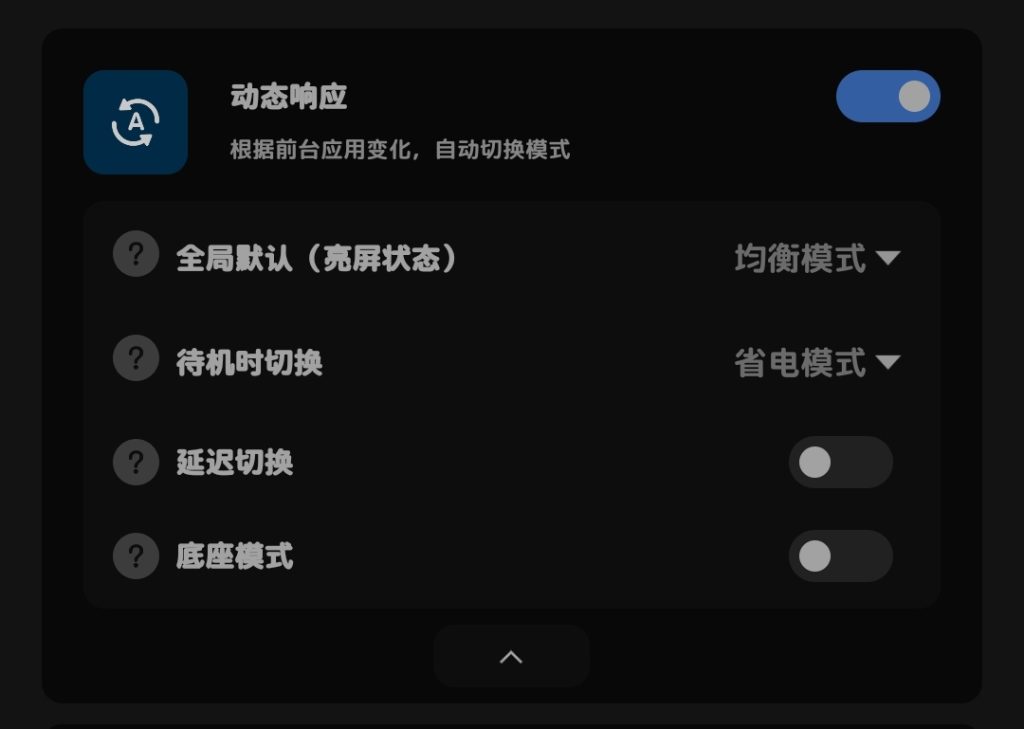 A
动态响应
根据前台应用变化，自动切换模式
? 全局默认（亮屏状态） 均衡模式
? 待机时切换 省电模式
? 延迟切换
? 底座模式